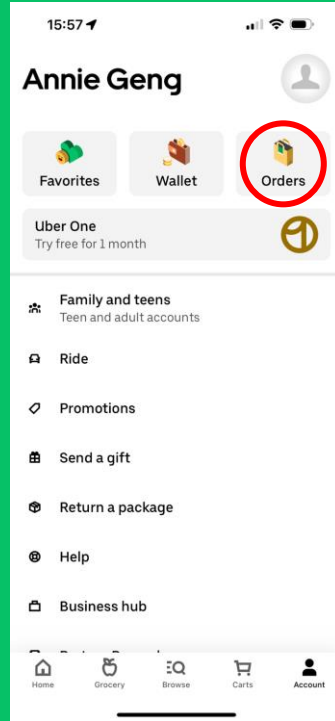 15:57
Annie Geng
Favorites
Wallet
Orders
Uber One
Try free for 1 month
Family and teens
Teen and adult accounts
Ride
Promotions
Send a gift
Return a package
Help
Business hub
Home
Grocery
Browse
Carts
Account